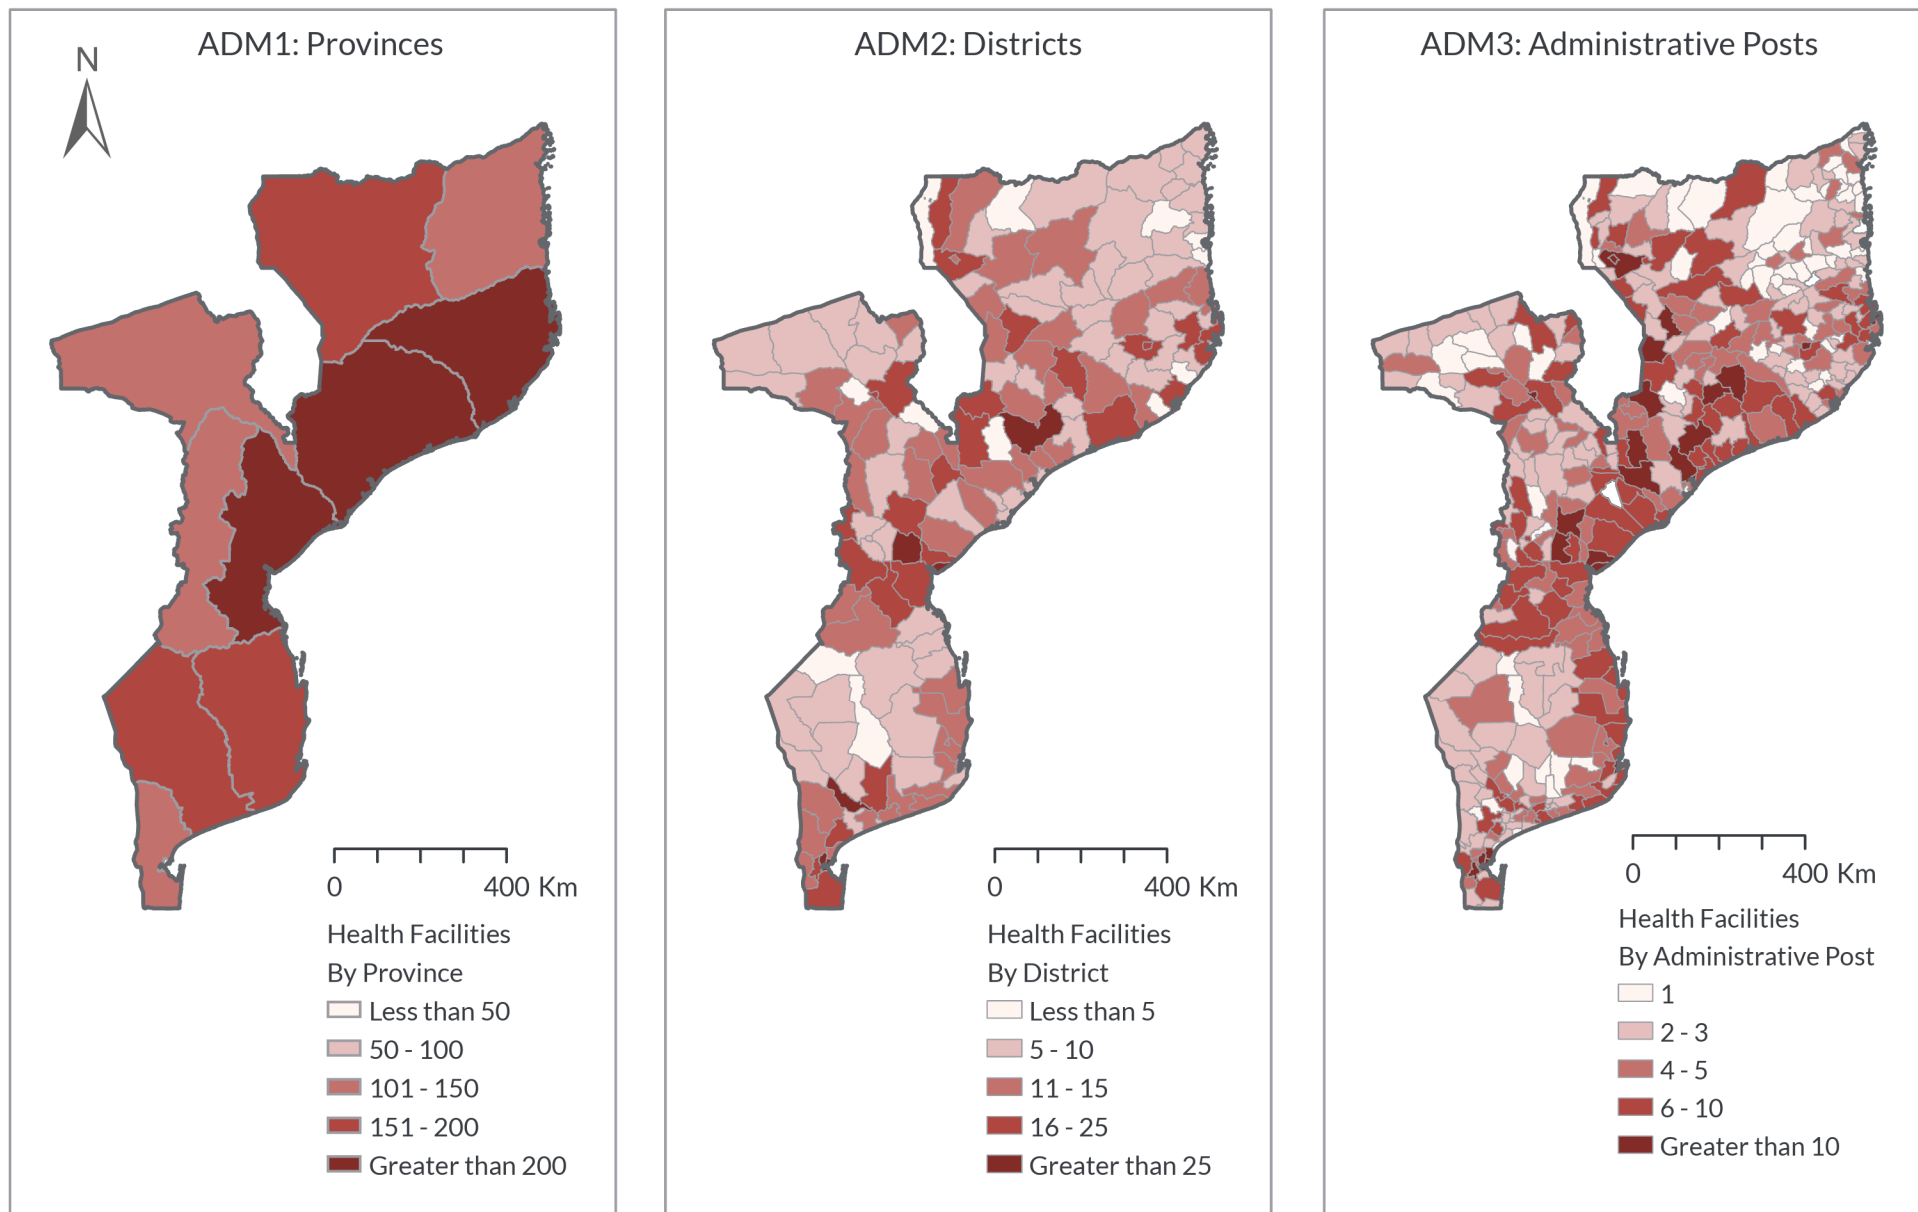 ADM1: Provinces
N
0 400 Km
Health Facilities
By Province
Less than 50
50 - 100
101 - 150
151 - 200
Greater than 200
ADM2: Districts
0 400 Km
Health Facilities
By District
Less than 5
5 - 10
11 - 15
16 - 25
Greater than 25
ADM3: Administrative Posts
0 400 Km
Health Facilities
By Administrative Post
1
2 - 3
4 - 5
6 - 10
Greater than 10